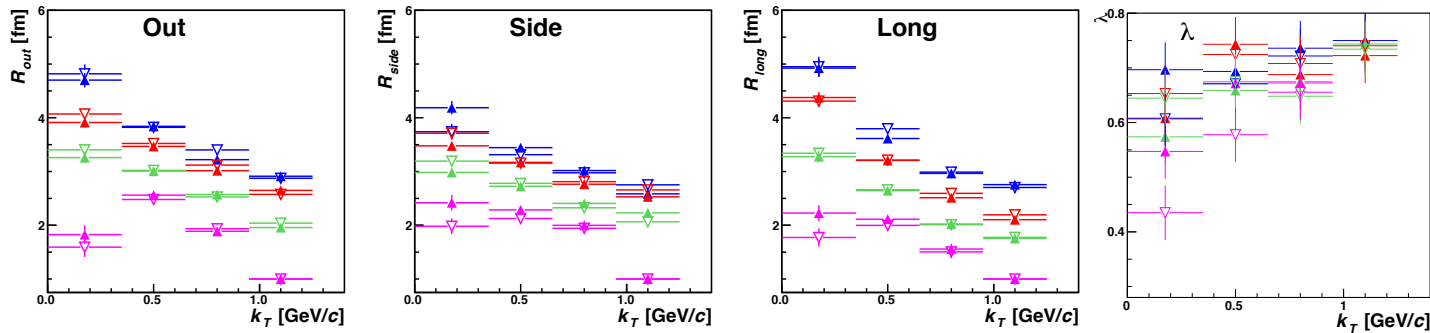 R_out [fm]
Out
6
4
2
0.0 0.5 1.0
k_T [GeV/c]
R_side [fm]
Side
6
4
2
0.0 0.5 1.0
k_T [GeV/c]
R_long [fm]
Long
6
4
2
0.0 0.5 1.0
k_T [GeV/c]
λ
λ
0.8
0.6
0.4
0 0.5 1
k_T [GeV/c]